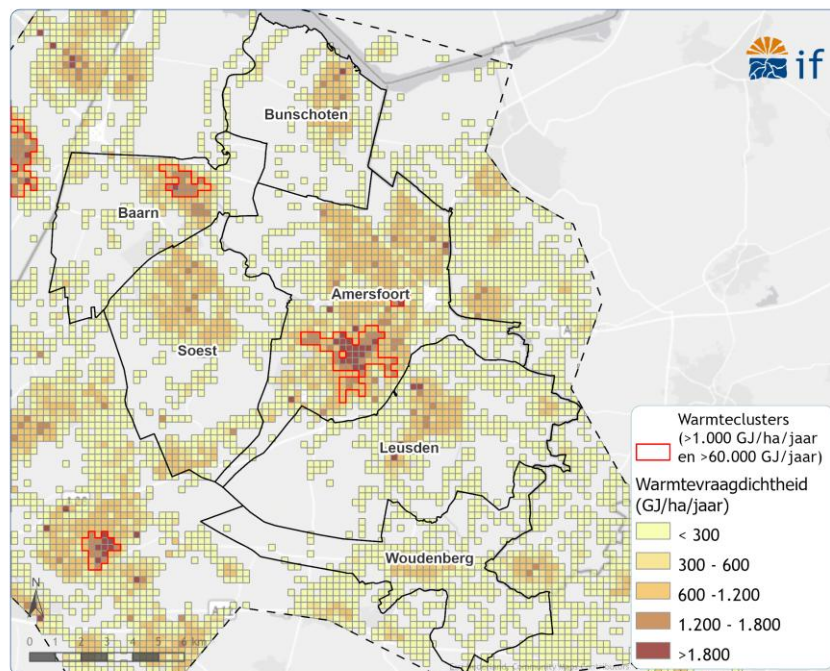 if
Bunschoten
Baarn
Amersfoort
Soest
Leusden
Woudenberg
N
0 1 2 3 4 5 6 km
Warmteclusters
(>1.000 GJ/ha/jaar
en >60.000 GJ/jaar)
Warmtevraagdichtheid
(GJ/ha/jaar)
< 300
300 - 600
600 -1.200
1.200 - 1.800
>1.800